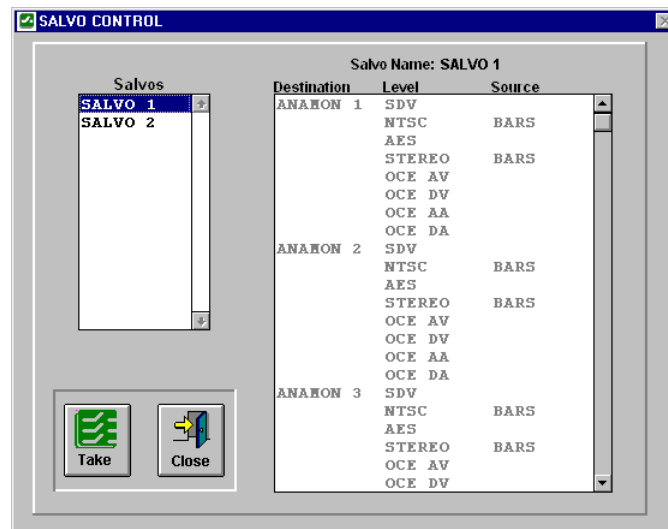 SALVO CONTROL
Salvo Name: SALVO 1
Salvos
SALVO 1
SALVO 2
Destination Level Source
ANAMON 1 SDV
NTSC BARS
AES
STEREO BARS
OCE AV
OCE DV
OCE AA
OCE DA
ANAMON 2 SDV
NTSC BARS
AES
STEREO BARS
OCE AV
OCE DV
OCE AA
OCE DA
ANAMON 3 SDV
NTSC BARS
AES
STEREO BARS
OCE AV
OCE DV
Take
Close